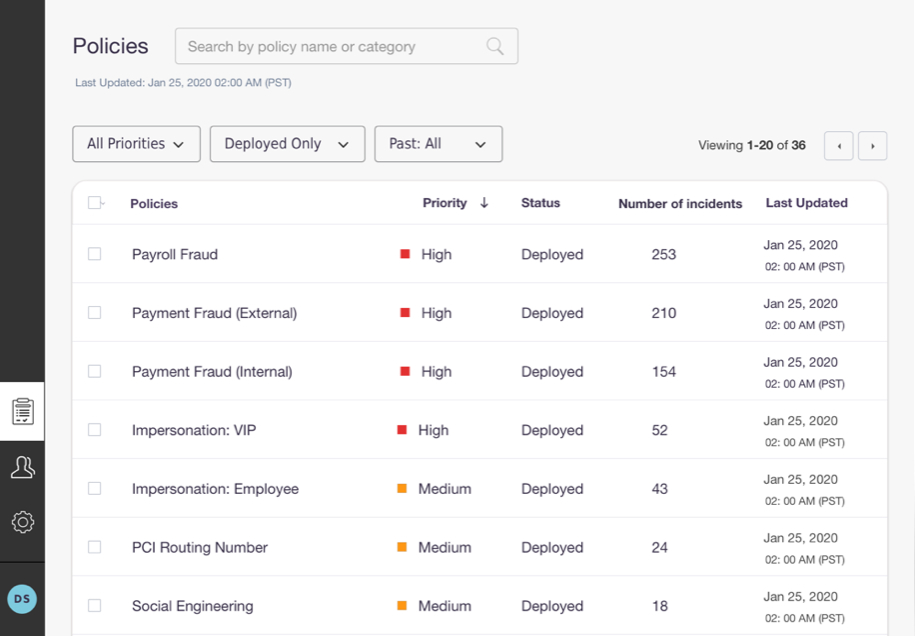 Policies
Search by policy name or category
Last Updated: Jan 25, 2020 02:00 AM (PST)
All Priorities
Deployed Only
Past: All
Viewing 1-20 of 36
Policies Priority Status Number of incidents Last Updated
Payroll Fraud High Deployed 253 Jan 25, 2020
02: 00 AM (PST)
Payment Fraud (External) High Deployed 210 Jan 25, 2020
02: 00 AM (PST)
Payment Fraud (Internal) High Deployed 154 Jan 25, 2020
02: 00 AM (PST)
Impersonation: VIP High Deployed 52 Jan 25, 2020
02: 00 AM (PST)
Impersonation: Employee Medium Deployed 43 Jan 25, 2020
02: 00 AM (PST)
PCI Routing Number Medium Deployed 24 Jan 25, 2020
02: 00 AM (PST)
Social Engineering Medium Deployed 18 Jan 25, 2020
02: 00 AM (PST)
DS